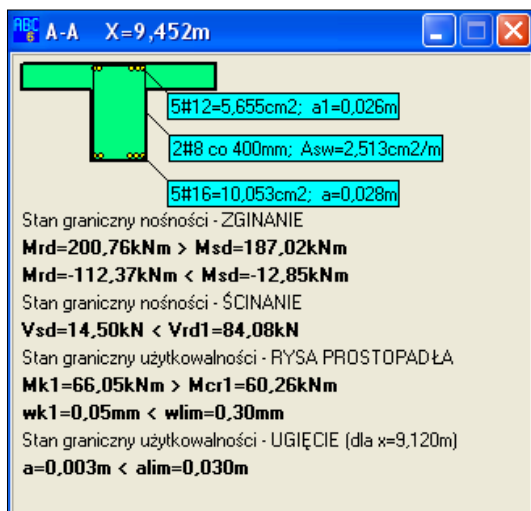 ABC
6
A-A X=9,452m
5#12=5,655cm2; a1=0,026m
2#8 co 400mm; Asw=2,513cm2/m
5#16=10,053cm2; a=0,028m
Stan graniczny nośności - ZGINANIE
Mrd=200,76kNm > Msd=187,02kNm
Mrd=-112,37kNm < Msd=-12,85kNm
Stan graniczny nośności - ŚCINANIE
Vsd=14,50kN < Vrd1=84,08kN
Stan graniczny użytkowalności - RYSA PROSTOPADŁA
Mk1=66,05kNm > Mcr1=60,26kNm
wk1=0,05mm < wlim=0,30mm
Stan graniczny użytkowalności - UGIĘCIE (dla x=9,120m)
a=0,003m < alim=0,030m